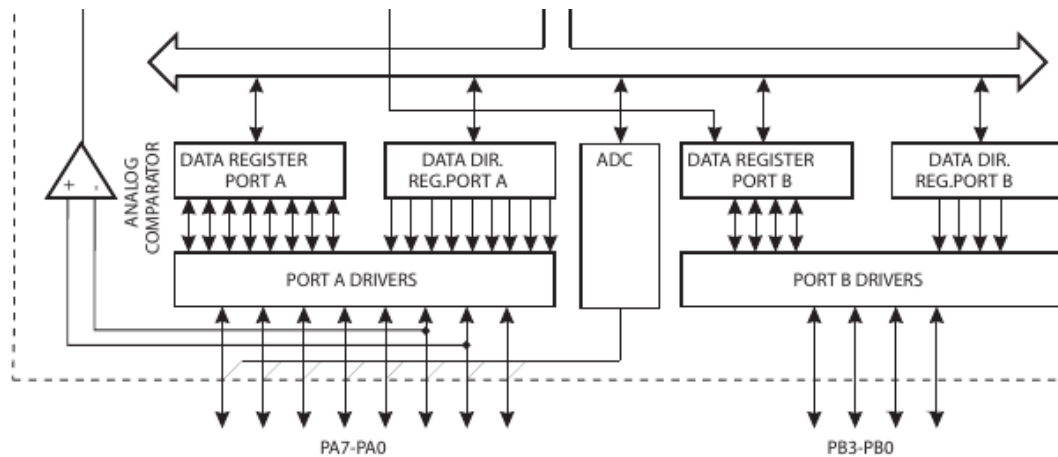 + -
ANALOG
COMPARATOR
DATA REGISTER
PORT A
DATA DIR.
REG.PORT A
ADC
DATA REGISTER
PORT B
DATA DIR.
REG.PORT B
PORT A DRIVERS
PORT B DRIVERS
PA7-PA0
PB3-PB0